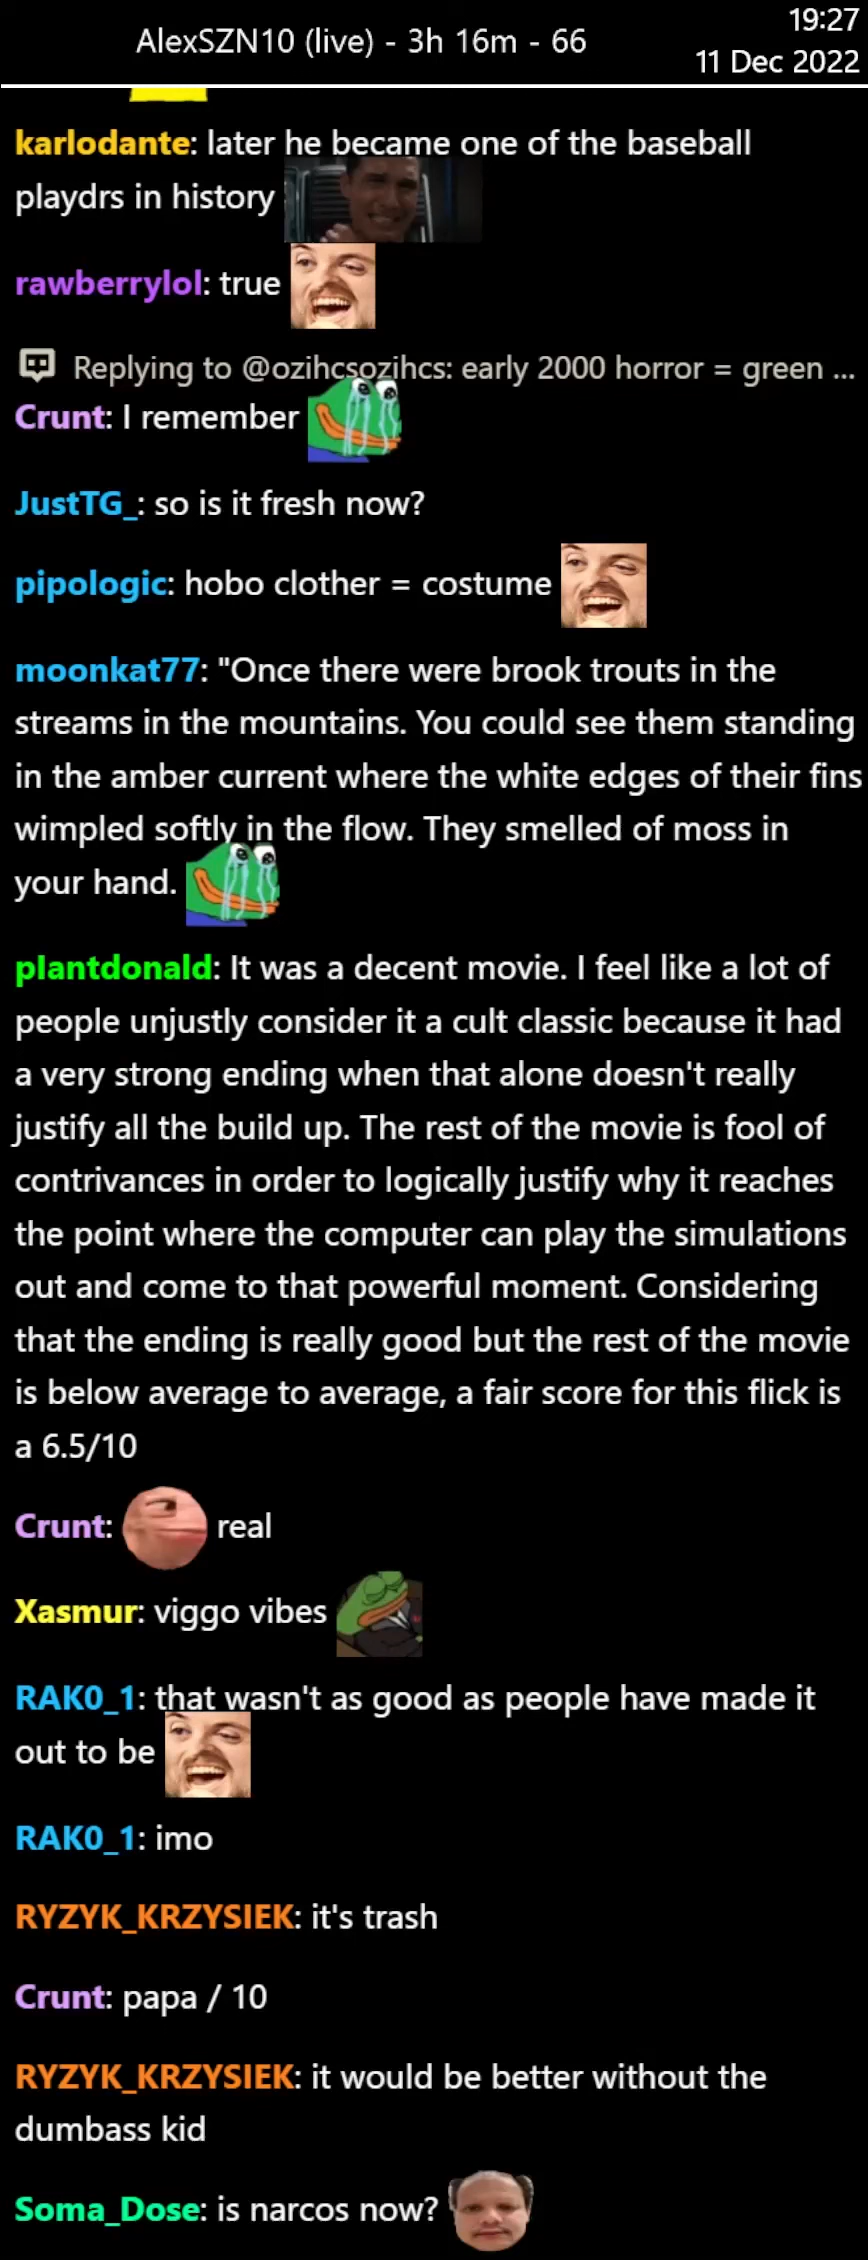 AlexSZN10 (live) - 3h 16m - 66
19:27
11 Dec 2022
karlodante: later he became one of the baseball
playdrs in history
rawberrylol: true
Replying to @ozihcsozihcs: early 2000 horror = green ...
Crunt: I remember
JustTG_: so is it fresh now?
pipologic: hobo clother = costume
moonkat77: "Once there were brook trouts in the
streams in the mountains. You could see them standing
in the amber current where the white edges of their fins
wimpled softly in the flow. They smelled of moss in
your hand.
plantdonald: It was a decent movie. I feel like a lot of
people unjustly consider it a cult classic because it had
a very strong ending when that alone doesn't really
justify all the build up. The rest of the movie is fool of
contrivances in order to logically justify why it reaches
the point where the computer can play the simulations
out and come to that powerful moment. Considering
that the ending is really good but the rest of the movie
is below average to average, a fair score for this flick is
a 6.5/10
Crunt: real
Xasmur: viggo vibes
RAK0_1: that wasn't as good as people have made it
out to be
RAK0_1: imo
RYZYK_KRZYSIEK: it's trash
Crunt: papa / 10
RYZYK_KRZYSIEK: it would be better without the
dumbass kid
Soma_Dose: is narcos now?